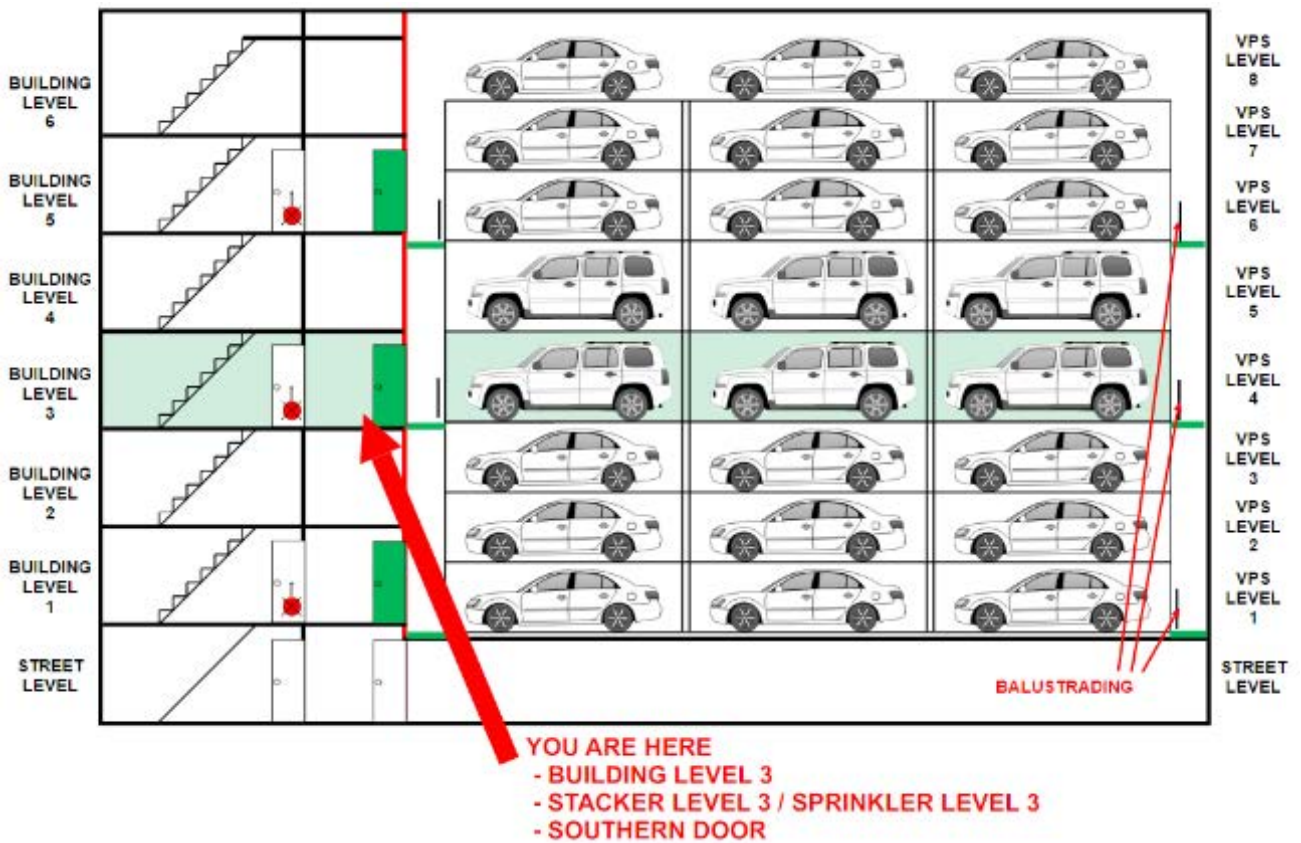 BUILDING
LEVEL
6
BUILDING
LEVEL
5
BUILDING
LEVEL
4
BUILDING
LEVEL
3
BUILDING
LEVEL
2
BUILDING
LEVEL
1
STREET
LEVEL
VPS
LEVEL
8
VPS
LEVEL
7
VPS
LEVEL
6
VPS
LEVEL
5
VPS
LEVEL
4
VPS
LEVEL
3
VPS
LEVEL
2
VPS
LEVEL
1
STREET
LEVEL
BALUSTRADING
YOU ARE HERE
- BUILDING LEVEL 3
- STACKER LEVEL 3 / SPRINKLER LEVEL 3
- SOUTHERN DOOR